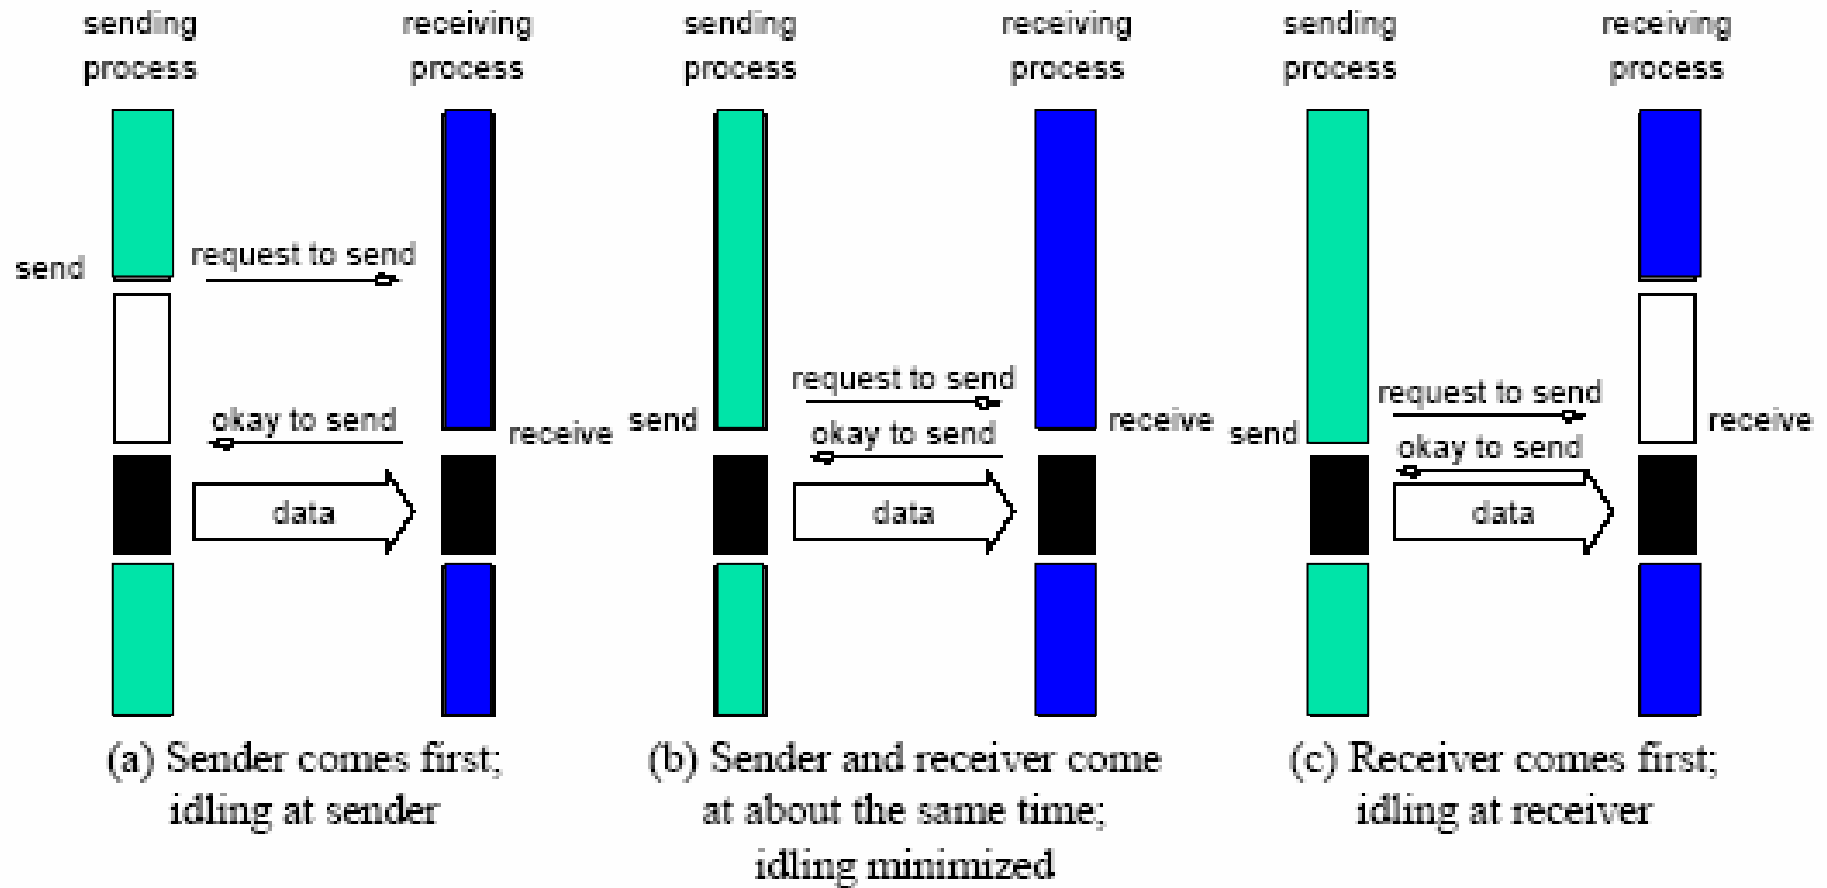 sending
process
receiving
process
sending
process
receiving
process
sending
process
receiving
process
send
request to send
okay to send
receive
data
send
request to send
okay to send
receive
data
send
request to send
okay to send
receive
data
(a) Sender comes first;
idling at sender
(b) Sender and receiver come
at about the same time;
idling minimized
(c) Receiver comes first;
idling at receiver